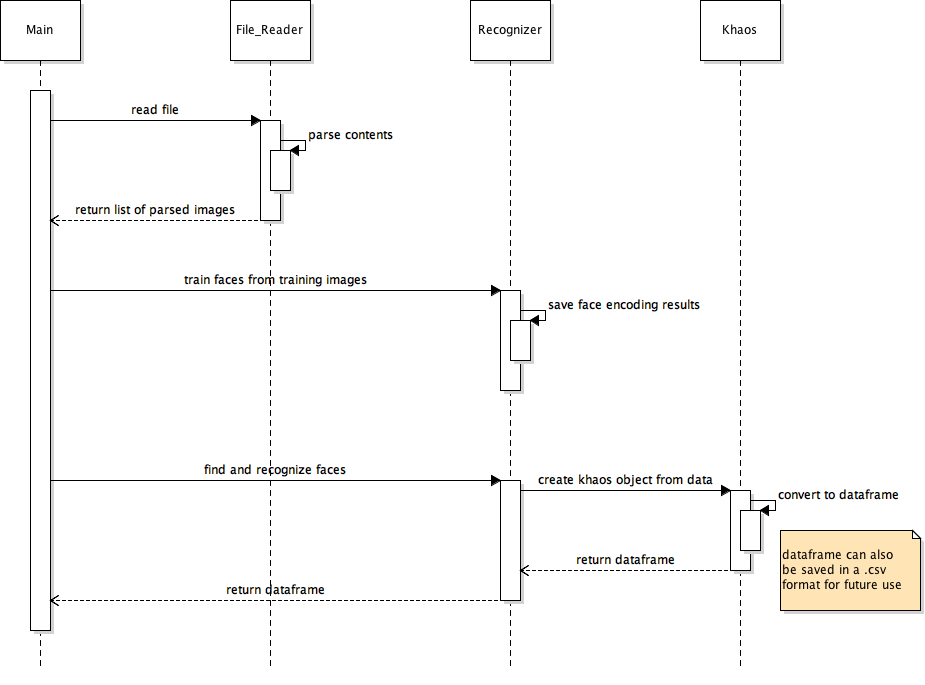 Main
File_Reader
Recognizer
Khaos
read file
parse contents
return list of parsed images
train faces from training images
save face encoding results
find and recognize faces
create khaos object from data
convert to dataframe
dataframe can also
be saved in a .csv
format for future use
return dataframe
return dataframe